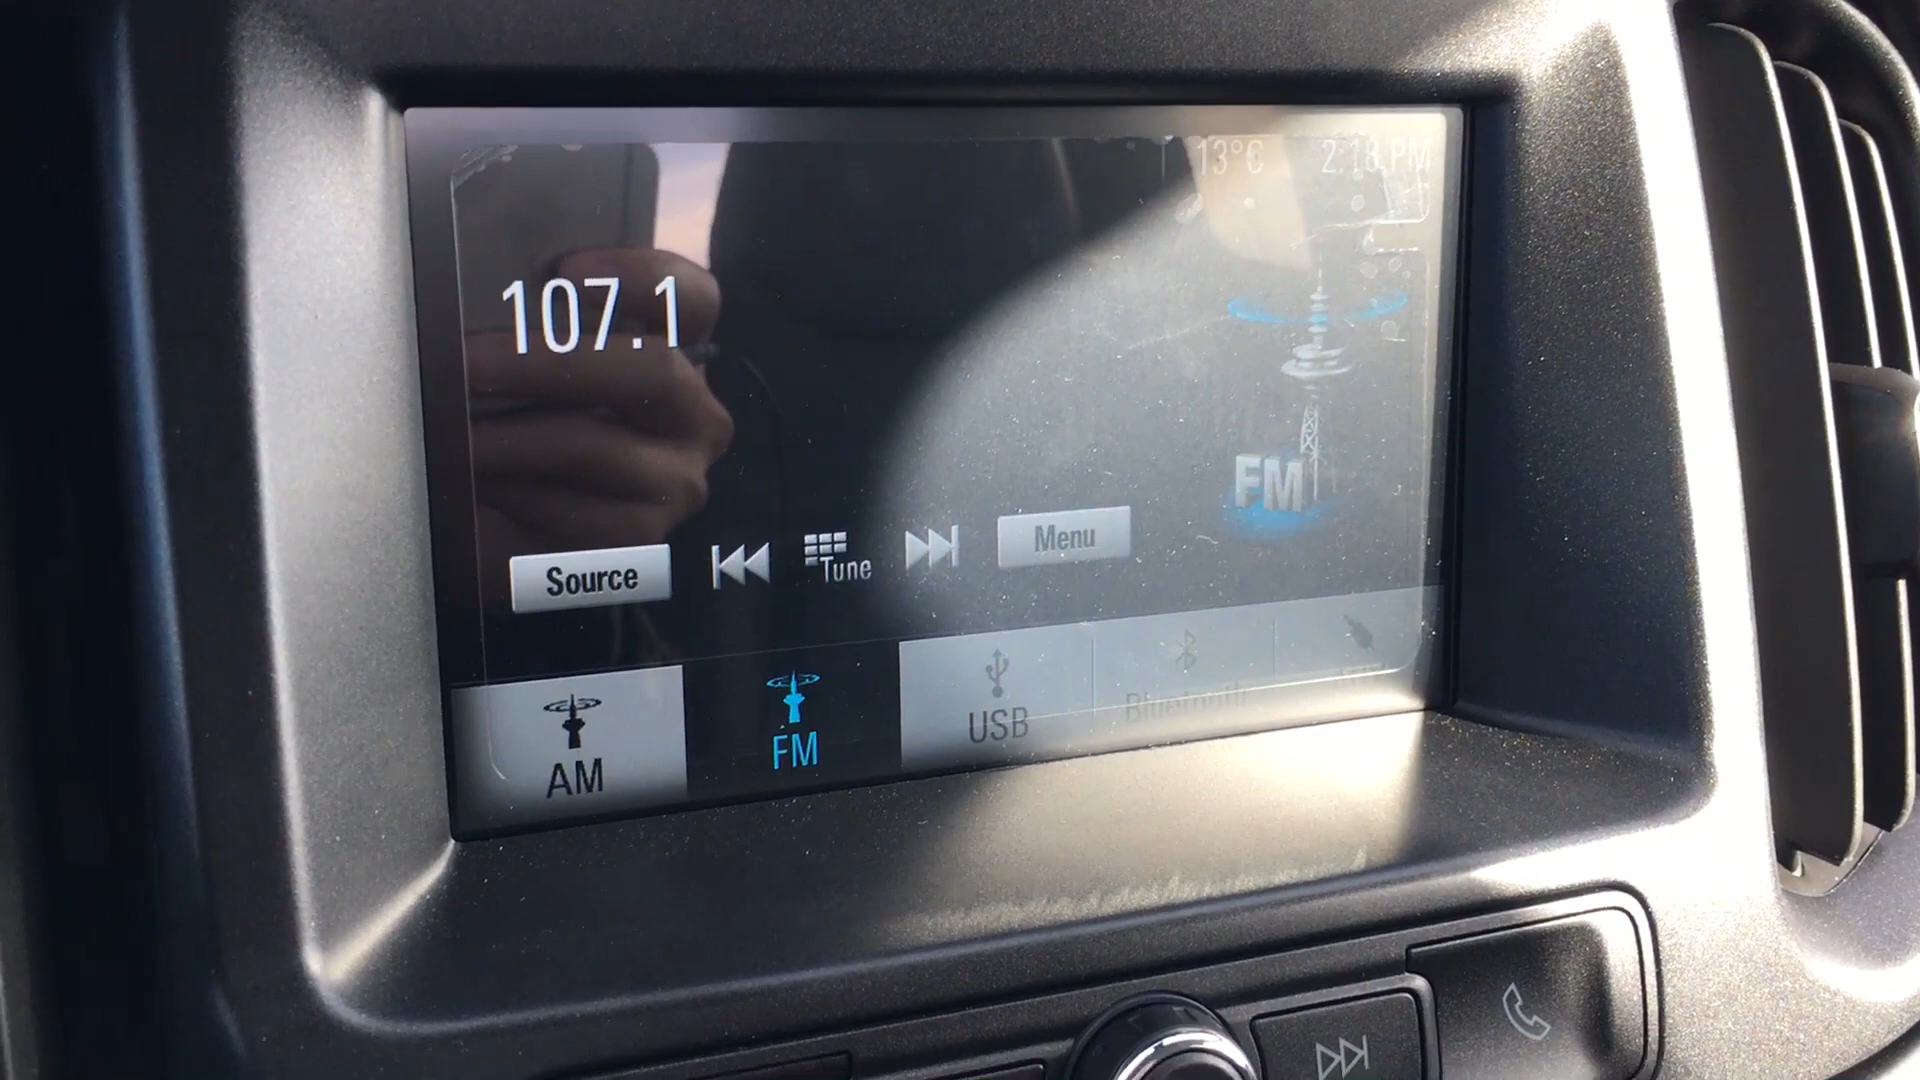 13°C 2:18 PM
107.1
FM
Source Tune Menu
AM FM USB Bluetooth